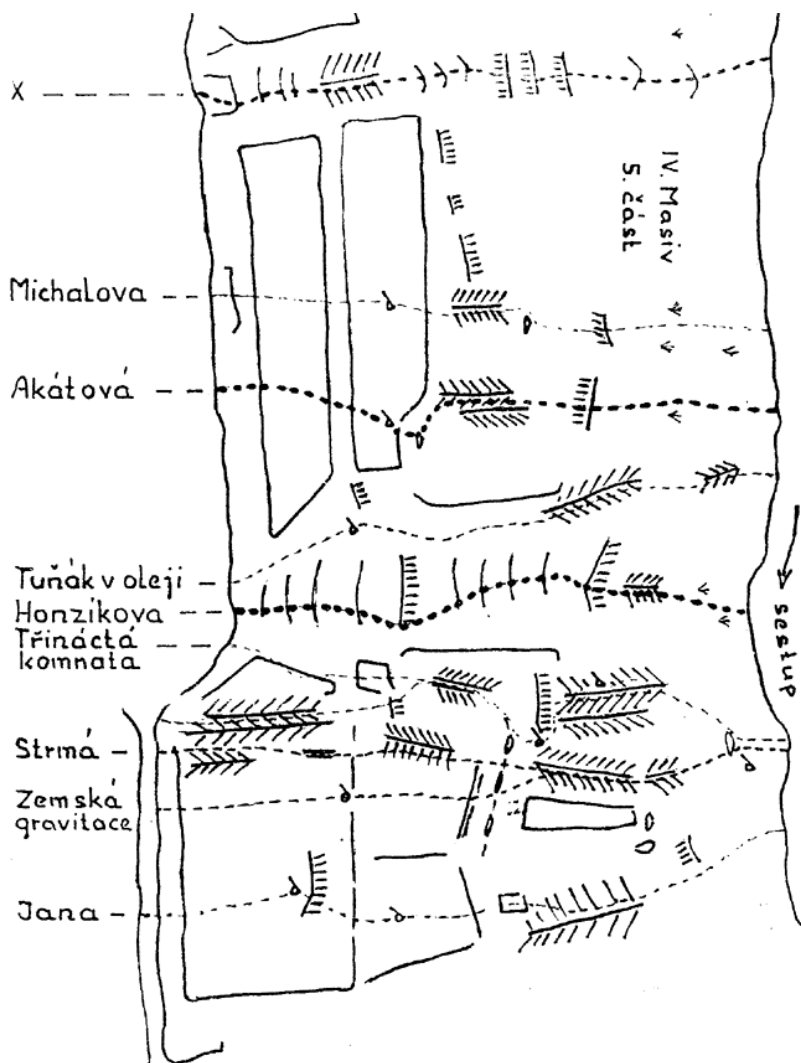 X
IV. Masiv
5. část
Michalova
Akátová
Tuňák v oleji
Honzíkova
Třináctá
komnata
sestup
Strmá
Zemská
gravitace
Jana